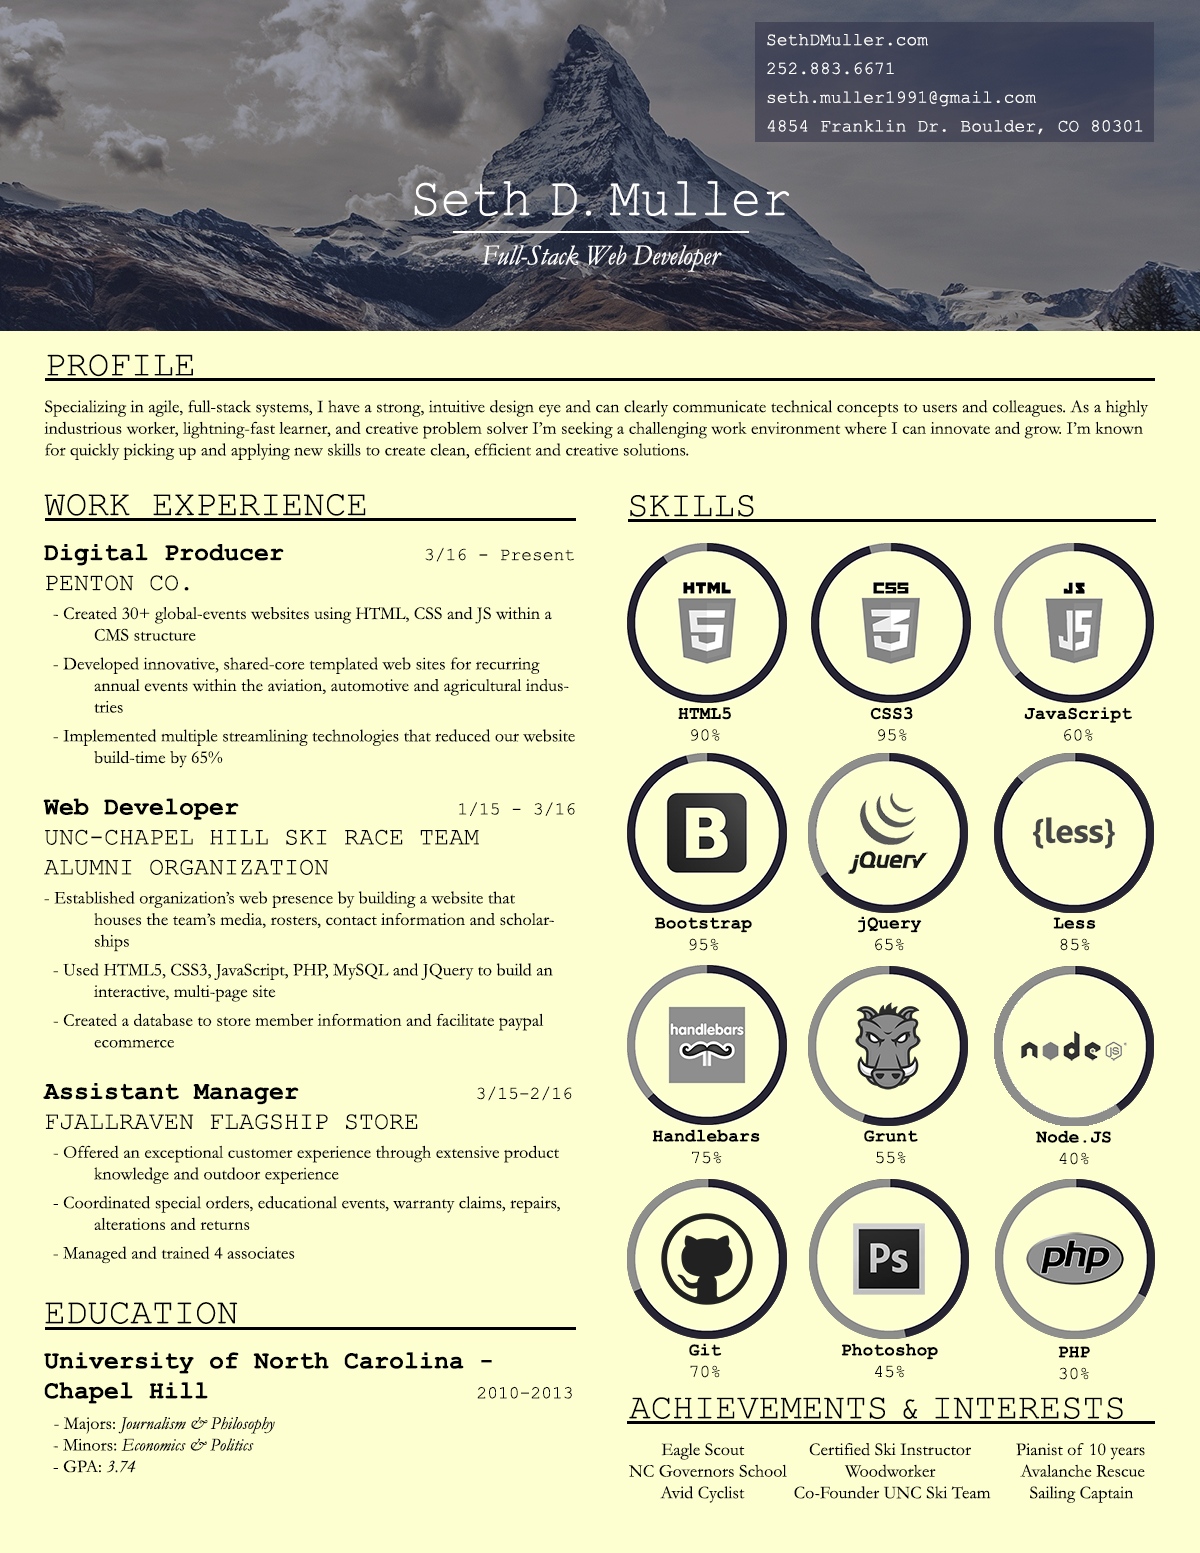 SethDMuller.com
252.883.6671
seth.muller1991@gmail.com
4854 Franklin Dr. Boulder, CO 80301
Seth D. Muller
Full-Stack Web Developer
PROFILE
Specializing in agile, full-stack systems, I have a strong, intuitive design eye and can clearly communicate technical concepts to users and colleagues. As a highly
industrious worker, lightning-fast learner, and creative problem solver I'm seeking a challenging work environment where I can innovate and grow. I'm known
for quickly picking up and applying new skills to create clean, efficient and creative solutions.
WORK EXPERIENCE
Digital Producer 3/16 - Present
PENTON CO.
- Created 30+ global-events websites using HTML, CSS and JS within a
CMS structure
- Developed innovative, shared-core templated web sites for recurring
annual events within the aviation, automotive and agricultural indus-
tries
- Implemented multiple streamlining technologies that reduced our website
build-time by 65%
Web Developer 1/15 - 3/16
UNC-CHAPEL HILL SKI RACE TEAM
ALUMNI ORGANIZATION
- Established organization's web presence by building a website that
houses the team's media, rosters, contact information and scholar-
ships
- Used HTML5, CSS3, JavaScript, PHP, MySQL and JQuery to build an
interactive, multi-page site
- Created a database to store member information and facilitate paypal
ecommerce
Assistant Manager 3/15-2/16
FJALLRAVEN FLAGSHIP STORE
- Offered an exceptional customer experience through extensive product
knowledge and outdoor experience
- Coordinated special orders, educational events, warranty claims, repairs,
alterations and returns
- Managed and trained 4 associates
EDUCATION
University of North Carolina -
Chapel Hill 2010-2013
- Majors: Journalism & Philosophy
- Minors: Economics & Politics
- GPA: 3.74
SKILLS
HTML CSS JS
5 3 JS
HTML5 CSS3 JavaScript
90% 95% 60%
B jQuery {less}
Bootstrap jQuery Less
95% 65% 85%
handlebars node JS
Handlebars Grunt Node.JS
75% 55% 40%
Ps php
Git Photoshop PHP
70% 45% 30%
ACHIEVEMENTS & INTERESTS
Eagle Scout Certified Ski Instructor Pianist of 10 years
NC Governors School Woodworker Avalanche Rescue
Avid Cyclist Co-Founder UNC Ski Team Sailing Captain